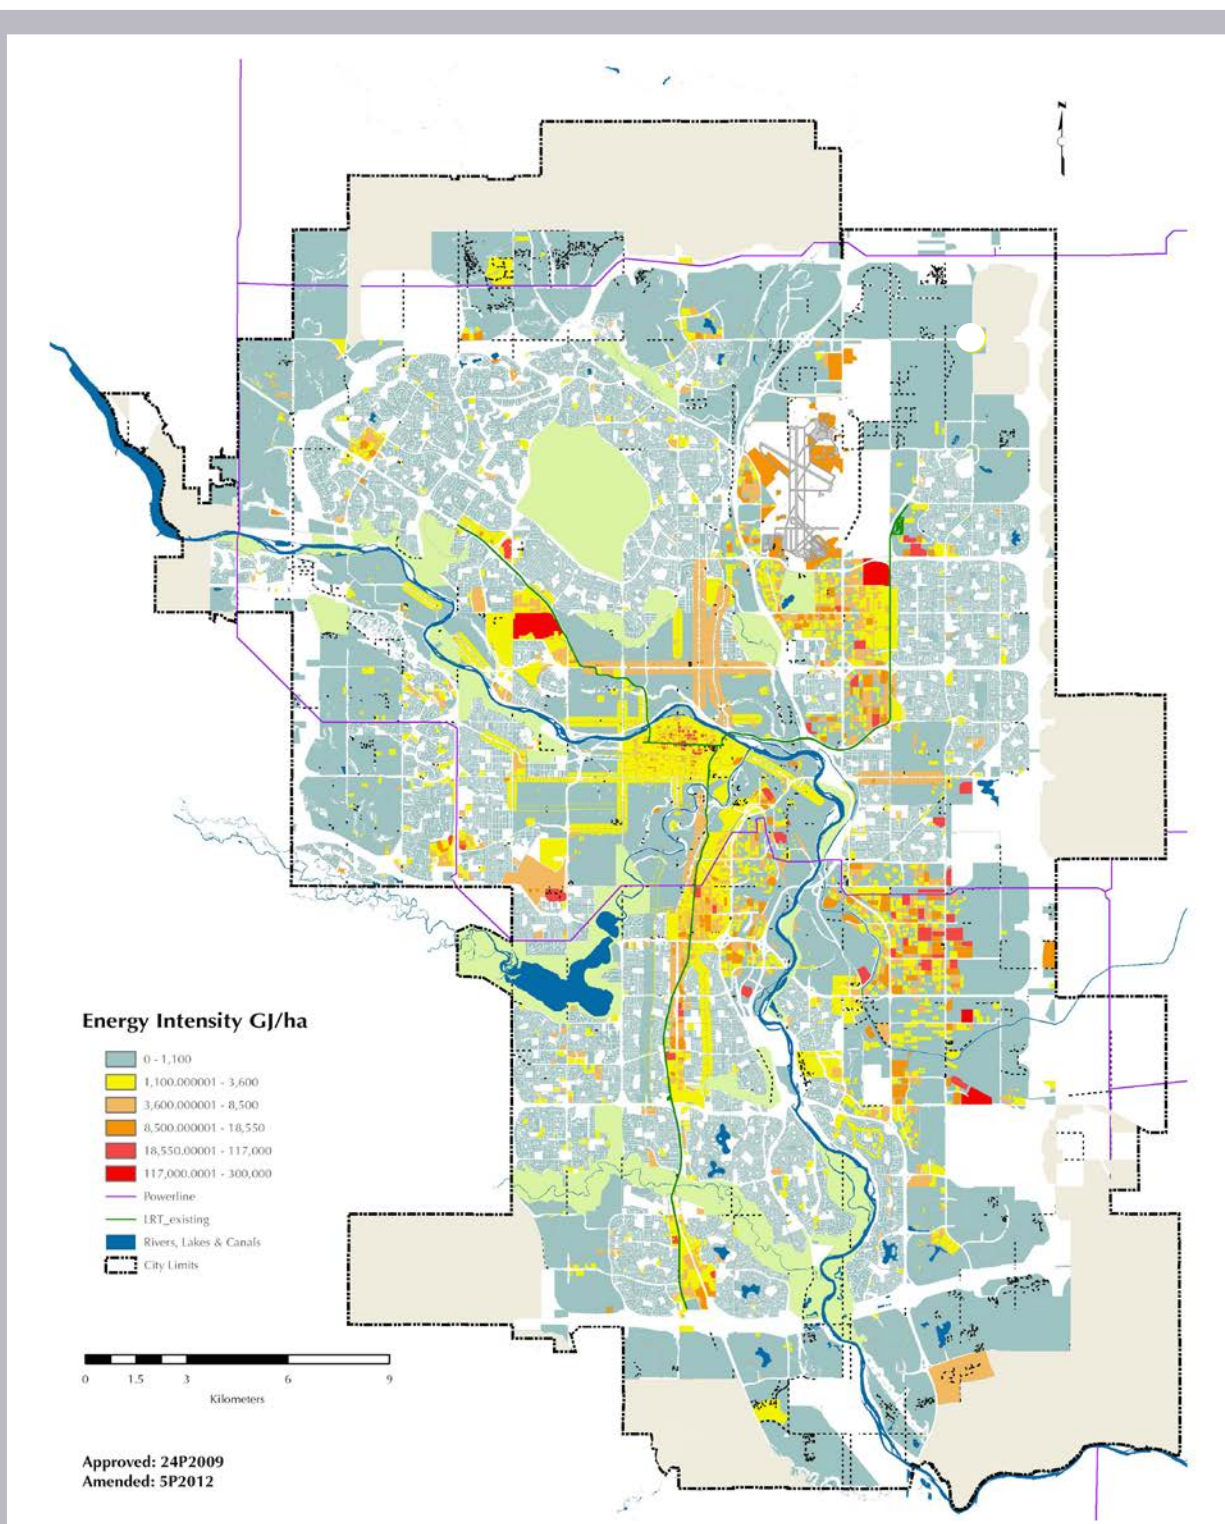 N
Energy Intensity GJ/ha
0 - 1,100
1,100.000001 - 3,600
3,600.000001 - 8,500
8,500.000001 - 18,550
18,550.00001 - 117,000
117,000.0001 - 300,000
Powerline
LRT_existing
Rivers, Lakes & Canals
City Limits
0 1.5 3 6 9
Kilometers
Approved: 24P2009
Amended: 5P2012